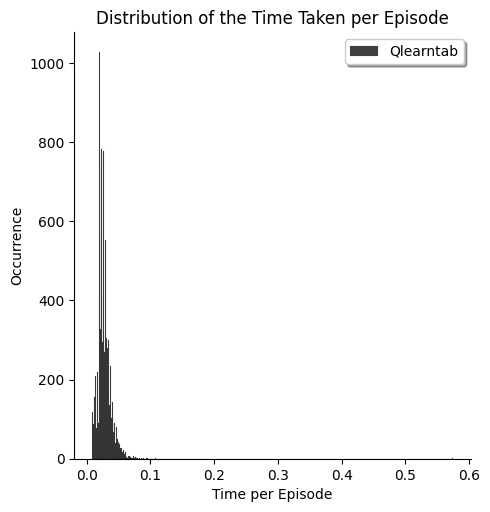 Distribution of the Time Taken per Episode
Qlearntab
1000
800
600
400
200
0
Occurrence
0.0 0.1 0.2 0.3 0.4 0.5 0.6
Time per Episode